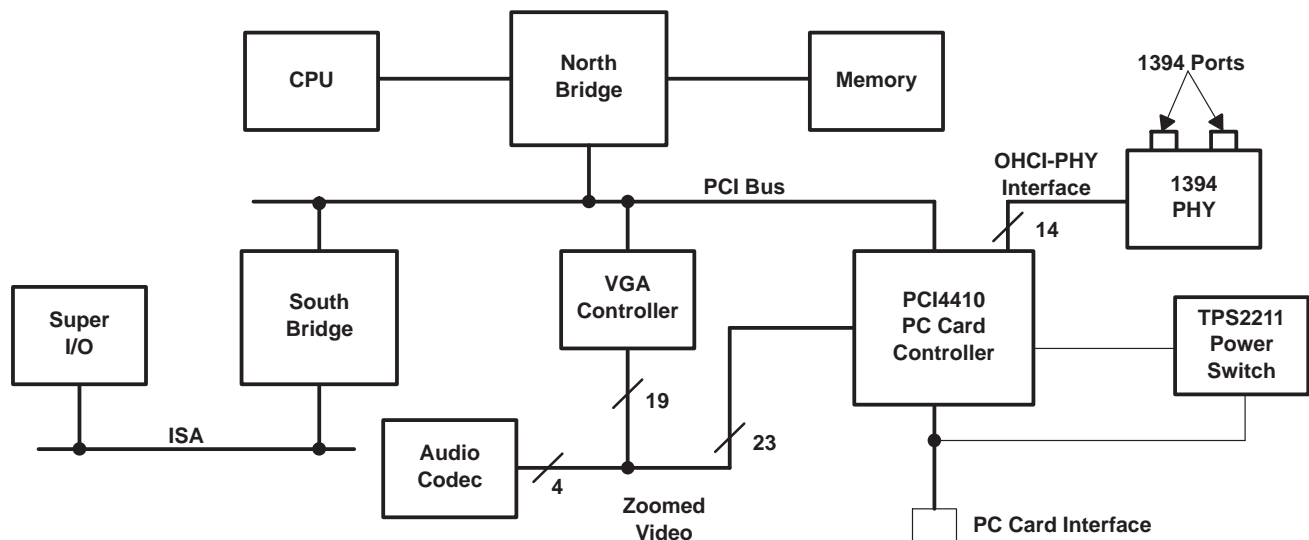 CPU
North
Bridge
Memory
1394 Ports
OHCI-PHY
Interface
1394
PHY
14
PCI Bus
Super
I/O
South
Bridge
VGA
Controller
PCI4410
PC Card
Controller
TPS2211
Power
Switch
19
23
ISA
Audio
Codec
4
Zoomed
Video
PC Card Interface